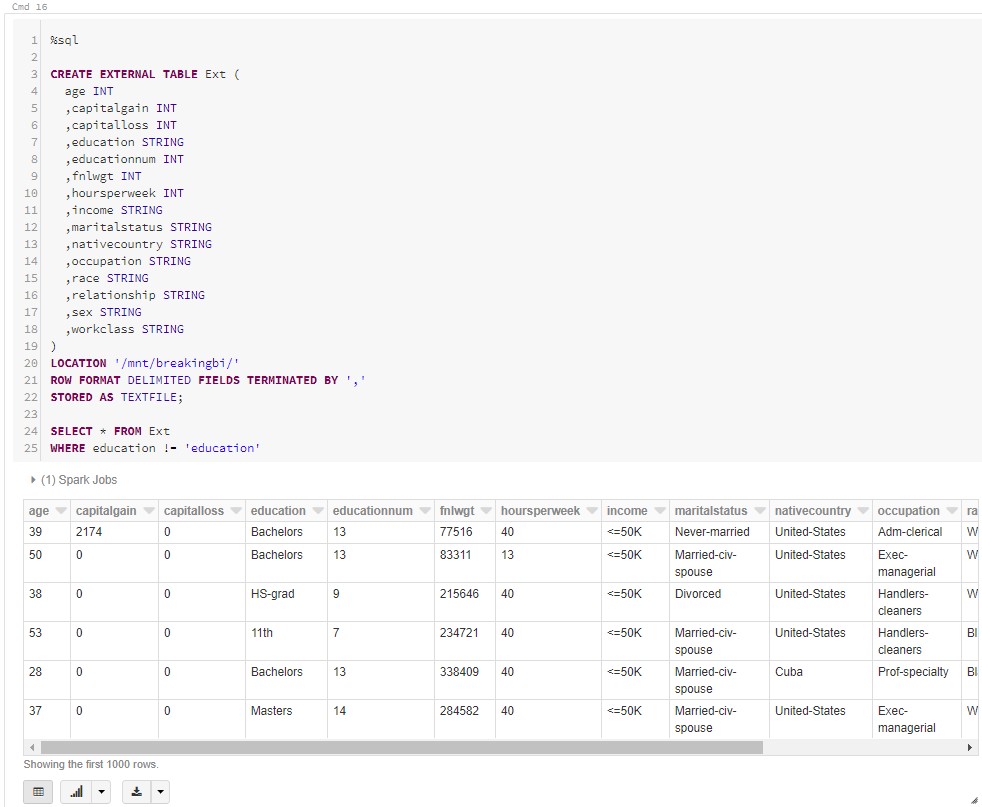 Cmd 16
1 %sql
2
3 CREATE EXTERNAL TABLE Ext (
4 age INT
5 ,capitalgain INT
6 ,capitalloss INT
7 ,education STRING
8 ,educationnum INT
9 ,fnlwgt INT
10 ,hoursperweek INT
11 ,income STRING
12 ,maritalstatus STRING
13 ,nativecountry STRING
14 ,occupation STRING
15 ,race STRING
16 ,relationship STRING
17 ,sex STRING
18 ,workclass STRING
19 )
20 LOCATION '/mnt/breakingbi/'
21 ROW FORMAT DELIMITED FIELDS TERMINATED BY ','
22 STORED AS TEXTFILE;
23
24 SELECT * FROM Ext
25 WHERE education != 'education'
(1) Spark Jobs
age capitalgain capitalloss education educationnum fnlwgt hoursperweek income maritalstatus nativecountry occupation ra
39 2174 0 Bachelors 13 77516 40 <=50K Never-married United-States Adm-clerical W
50 0 0 Bachelors 13 83311 13 <=50K Married-civ- United-States Exec- W
spouse managerial
38 0 0 HS-grad 9 215646 40 <=50K Divorced United-States Handlers- W
cleaners
53 0 0 11th 7 234721 40 <=50K Married-civ- United-States Handlers- Bl
spouse cleaners
28 0 0 Bachelors 13 338409 40 <=50K Married-civ- Cuba Prof-specialty Bl
spouse
37 0 0 Masters 14 284582 40 <=50K Married-civ- United-States Exec- W
spouse managerial
Showing the first 1000 rows.